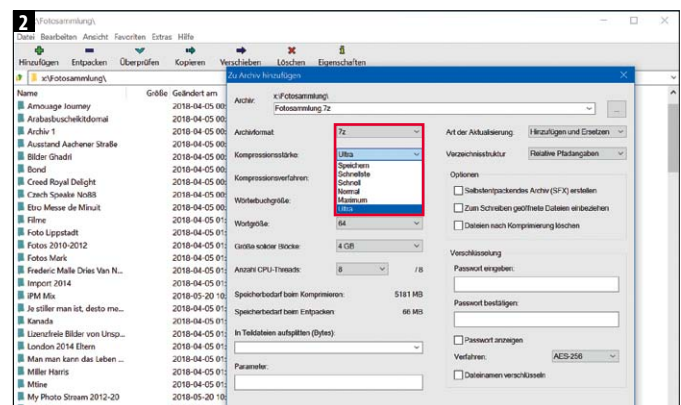 2
\Fotosammlung\
Datei Bearbeiten Ansicht Favoriten Extras Hilfe
Hinzufügen Entpacken Überprüfen Kopieren Verschieben Löschen Eigenschaften
x:\Fotosammlung\
Name Größe Geändert am
Amouage Journey 2018-04-05 00:
Arabasbuschelkitdomai 2018-04-05 00:
Archiv 1 2018-04-05 00:
Ausstand Aachener Straße 2018-04-05 00:
Bilder Ghadri 2018-04-05 00:
Bond 2018-04-05 00:
Creed Royal Delight 2018-04-05 00:
Czech Speake No88 2018-04-05 00:
Etro Messe de Minuit 2018-04-05 00:
Filme 2018-04-05 01:
Foto Lippstadt 2018-04-05 01:
Fotos 2010-2012 2018-04-05 01:
Fotos Mark 2018-04-05 01:
Frederic Malle Dries Van N... 2018-04-05 01:
Import 2014 2018-04-05 01:
iPM Mix 2018-05-20 10:
Je stiller man ist, desto me... 2018-04-05 01:
Kanada 2018-04-05 01:
Lizenzfreie Bilder von Unsp... 2018-04-05 01:
London 2014 Eltern 2018-04-05 01:
Man man kann das Leben ... 2018-04-05 01:
Miller Harris 2018-04-05 01:
Mtine 2018-04-05 01:
My Photo Stream 2012-20 2018-05-20 10:
Zu Archiv hinzufügen
Archiv: x:\Fotosammlung\
Fotosammlung.7z
...
Archivformat: 7z
Kompressionsstärke: Ultra
Speichern
Schnellste
Schnell
Normal
Maximum
Ultra
Kompressionsverfahren:
Wörterbuchgröße:
Wortgröße: 64
Größe solider Blöcke: 4 GB
Anzahl CPU-Threads: 8 / 8
Speicherbedarf beim Komprimieren: 5181 MB
Speicherbedarf beim Entpacken: 66 MB
In Teildateien aufsplitten (Bytes):
Parameter:
Art der Aktualisierung: Hinzufügen und Ersetzen
Verzeichnisstruktur: Relative Pfadangaben
Optionen
Selbstentpackendes Archiv (SFX) erstellen
Zum Schreiben geöffnete Dateien einbeziehen
Dateien nach Komprimierung löschen
Verschlüsselung
Passwort eingeben:
Passwort bestätigen:
Passwort anzeigen
Verfahren: AES-256
Dateinamen verschlüsseln